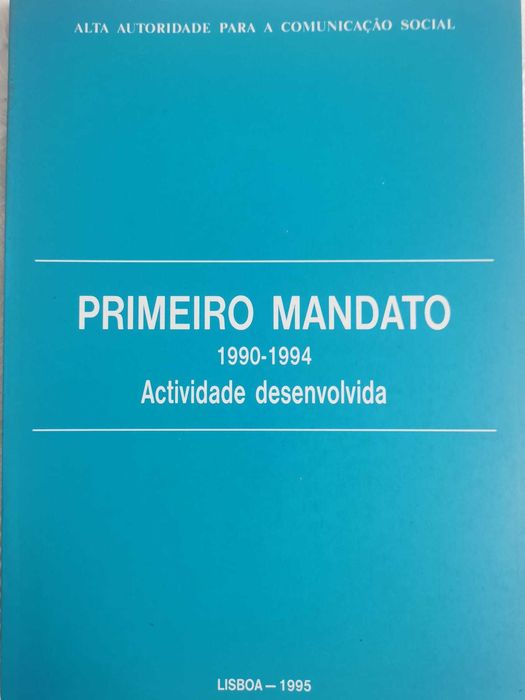 ALTA AUTORIDADE PARA A COMUNICAÇÃO SOCIAL
PRIMEIRO MANDATO
1990-1994
Actividade desenvolvida
LISBOA — 1995